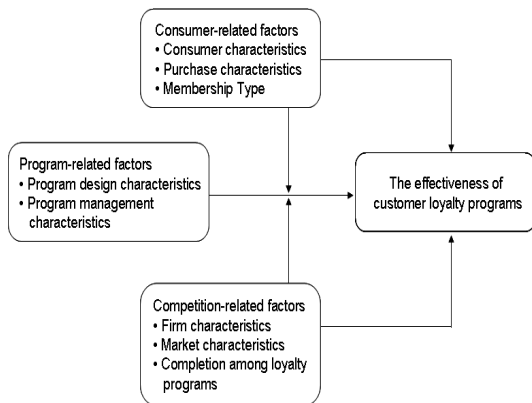 Consumer-related factors
• Consumer characteristics
• Purchase characteristics
• Membership Type
Program-related factors
• Program design characteristics
• Program management
characteristics
The effectiveness of
customer loyalty programs
Competition-related factors
• Firm characteristics
• Market characteristics
• Completion among loyalty
programs